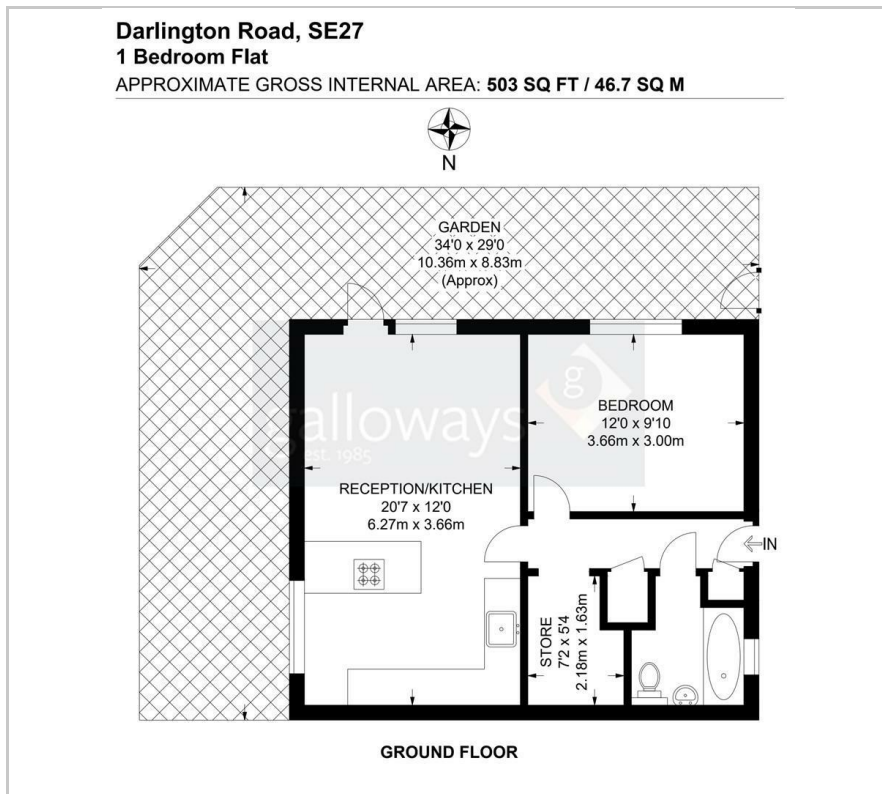 Darlington Road, SE27
1 Bedroom Flat
APPROXIMATE GROSS INTERNAL AREA: 503 SQ FT / 46.7 SQ M
N
GARDEN
34'0 x 29'0
10.36m x 8.83m
(Approx)
g
galloways
est. 1985
BEDROOM
12'0 x 9'10
3.66m x 3.00m
RECEPTION/KITCHEN
20'7 x 12'0
6.27m x 3.66m
IN
STORE
7'2 x 5'4
2.18m x 1.63m
GROUND FLOOR